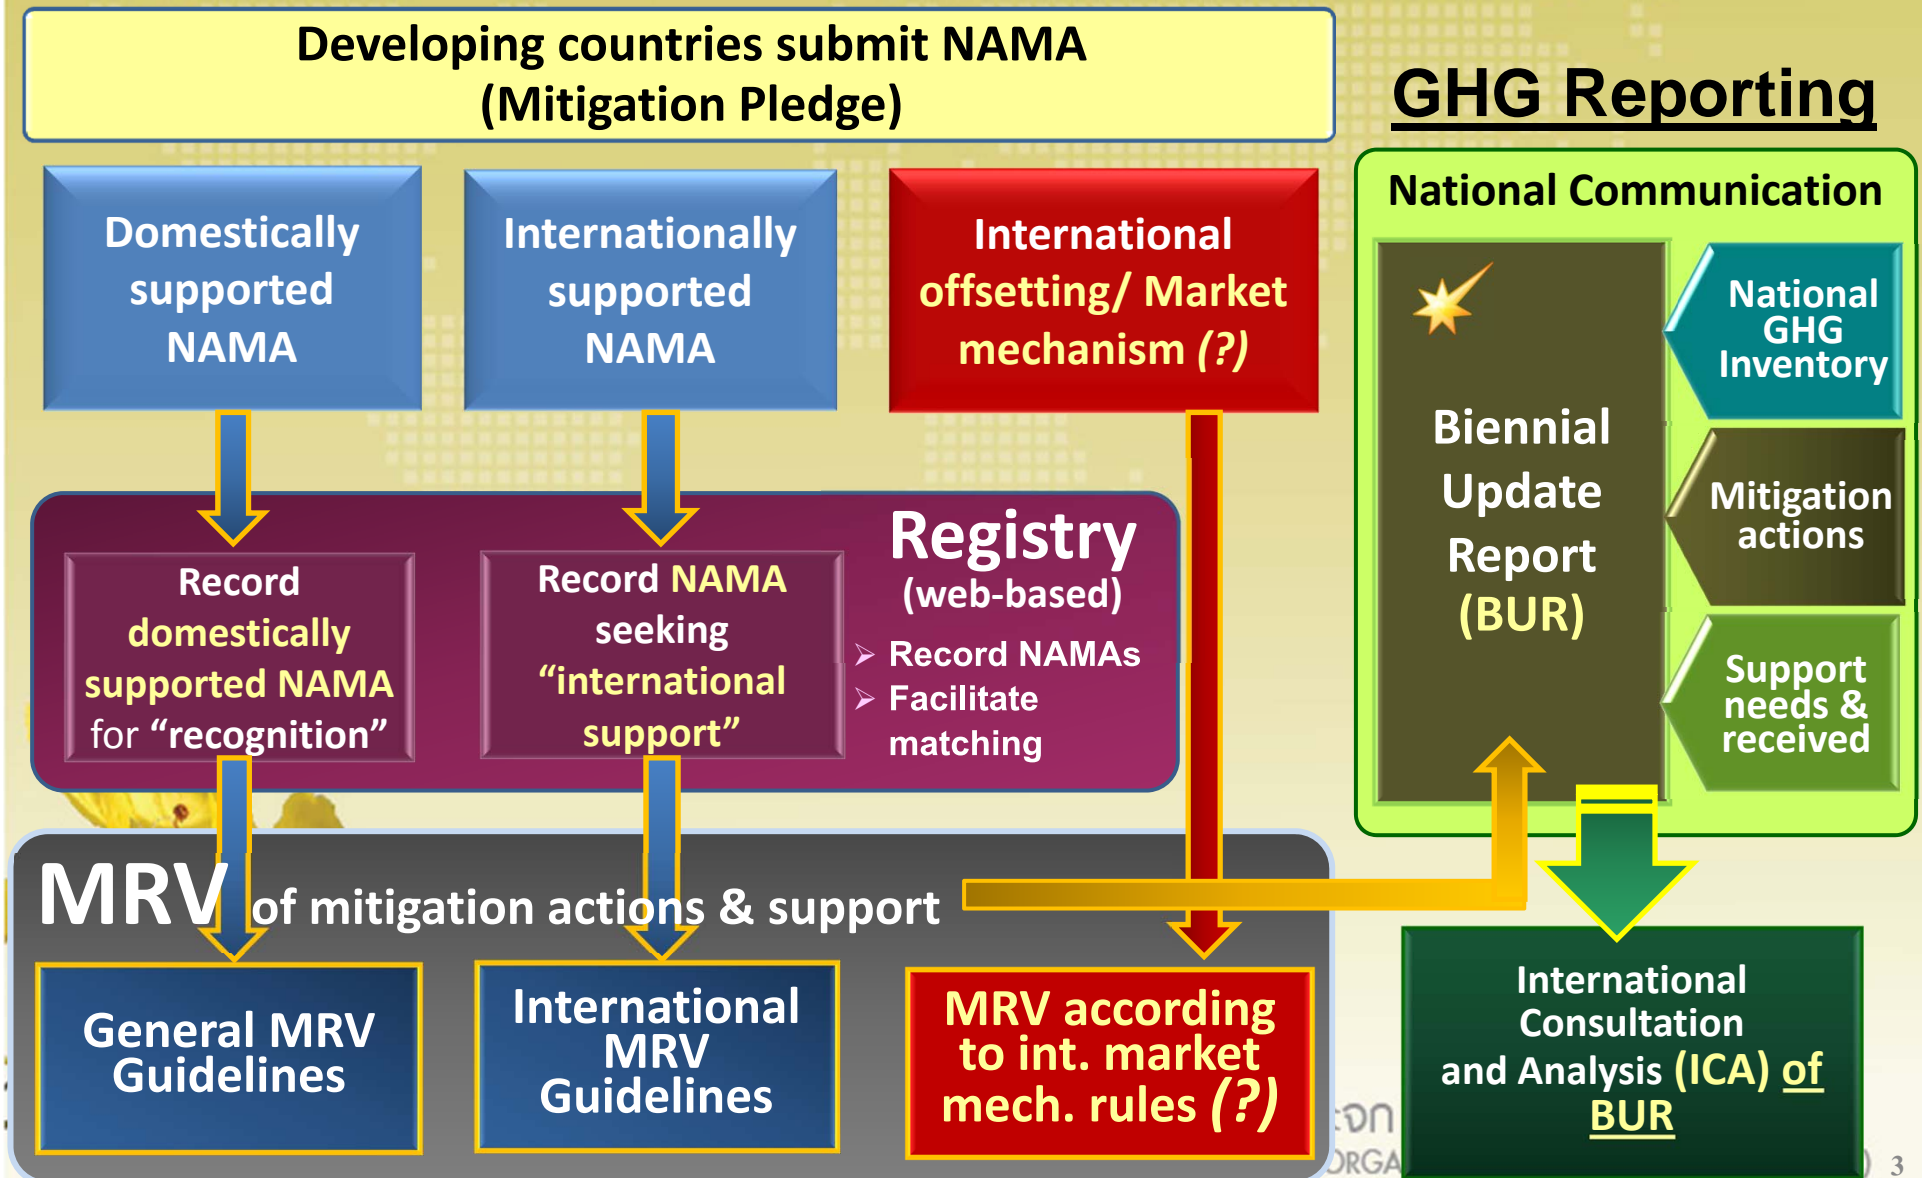 Developing countries submit NAMA
(Mitigation Pledge)
GHG Reporting
Domestically
supported
NAMA
Internationally
supported
NAMA
International
offsetting/ Market
mechanism (?)
National Communication
Biennial
Update
Report
(BUR)
National
GHG
Inventory
Mitigation
actions
Support
needs &
received
Registry
(web-based)
➢ Record NAMAs
➢ Facilitate
matching
Record
domestically
supported NAMA
for “recognition”
Record NAMA
seeking
“international
support”
MRV of mitigation actions & support
General MRV
Guidelines
International
MRV
Guidelines
MRV according
to int. market
mech. rules (?)
International
Consultation
and Analysis (ICA) of
BUR
3